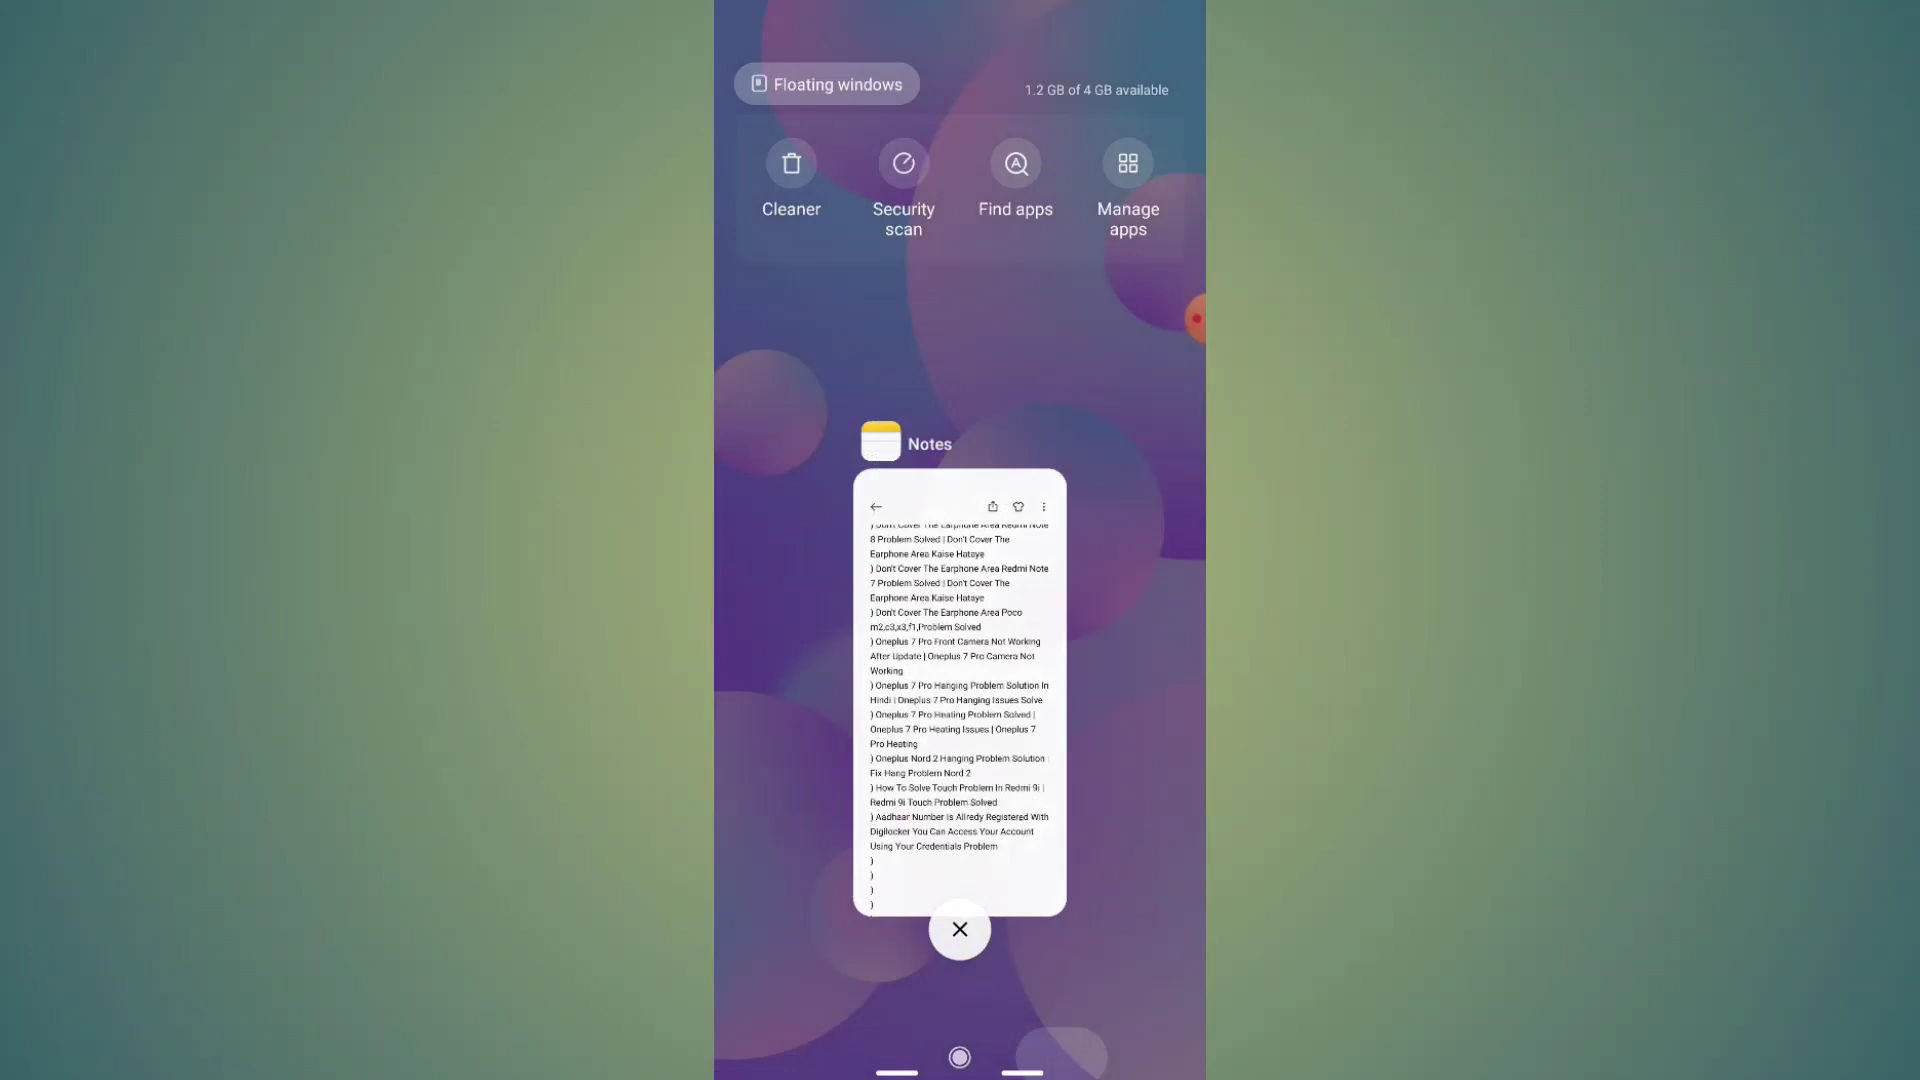 Floating windows
1.2 GB of 4 GB available
Cleaner
Security
scan
Find apps
Manage
apps
Notes
) Don't Cover The Earphone Area Redmi Note
8 Problem Solved | Don't Cover The
Earphone Area Kaise Hataye
) Don't Cover The Earphone Area Redmi Note
7 Problem Solved | Don't Cover The
Earphone Area Kaise Hataye
) Don't Cover The Earphone Area Poco
m2,c3,x3,f1,Problem Solved
) Oneplus 7 Pro Front Camera Not Working
After Update | Oneplus 7 Pro Camera Not
Working
) Oneplus 7 Pro Hanging Problem Solution In
Hindi | Oneplus 7 Pro Hanging Issues Solve
) Oneplus 7 Pro Heating Problem Solved |
Oneplus 7 Pro Heating Issues | Oneplus 7
Pro Heating
) Oneplus Nord 2 Hanging Problem Solution |
Fix Hang Problem Nord 2
) How To Solve Touch Problem In Redmi 9i |
Redmi 9i Touch Problem Solved
) Aadhaar Number Is Allredy Registered With
Digilocker You Can Access Your Account
Using Your Credentials Problem
)
)
)
)